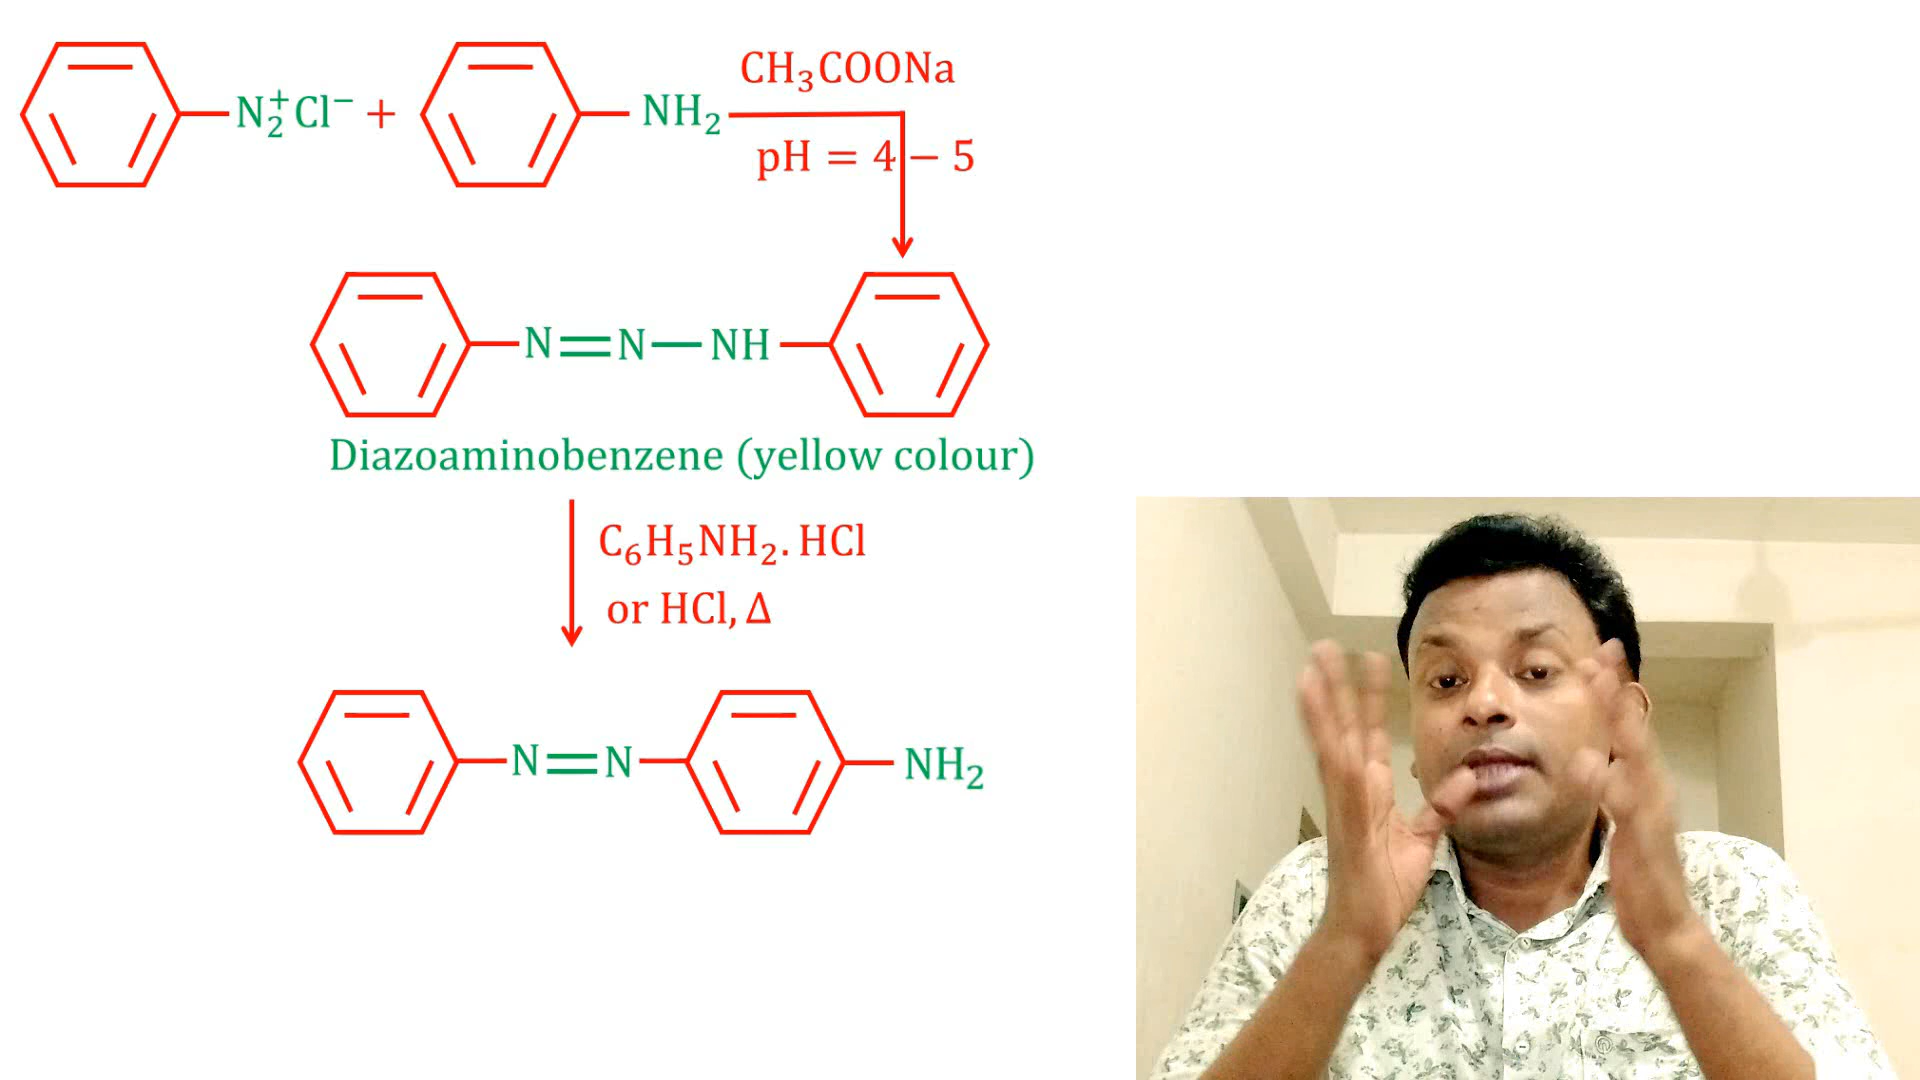 N₂⁺Cl⁻ + NH₂ CH₃COONa
pH = 4 – 5
N=N—NH
Diazoaminobenzene (yellow colour)
C₆H₅NH₂. HCl
or HCl, Δ
N=N NH₂